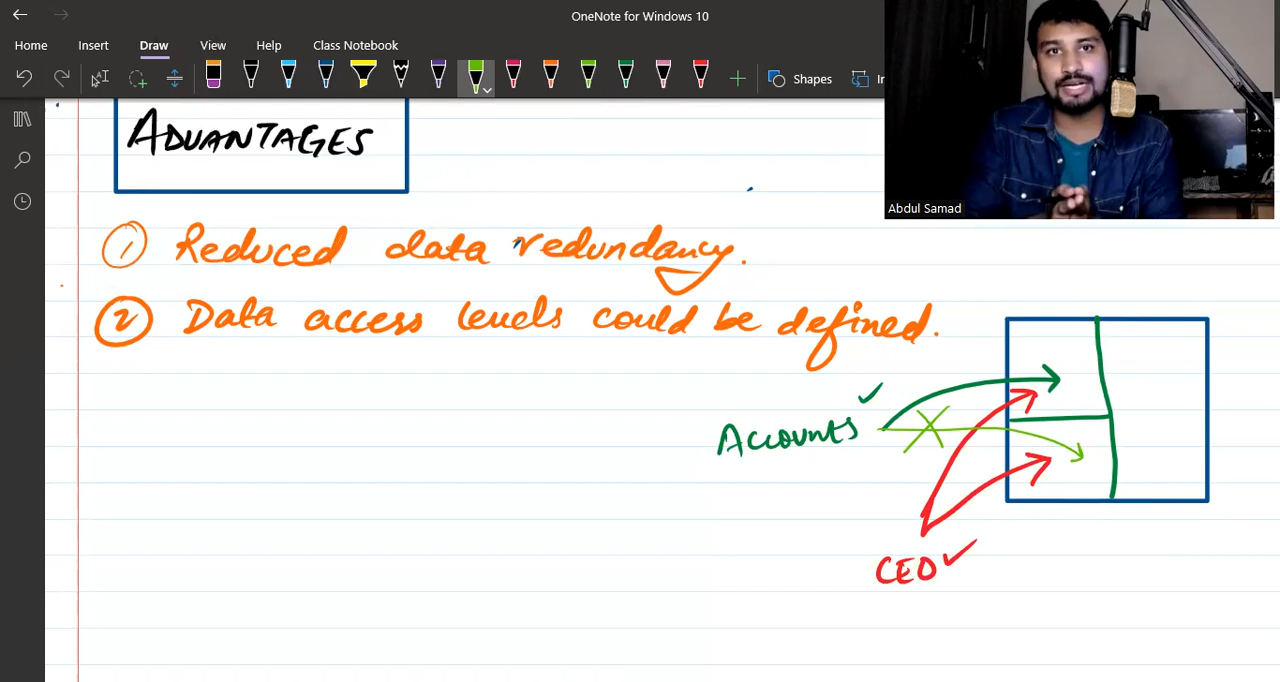 OneNote for Windows 10
Home Insert Draw View Help Class Notebook
Shapes In
Abdul Samad
ADVANTAGES
1 Reduced data redundancy.
2 Data access levels could be defined.
Accounts
CEO